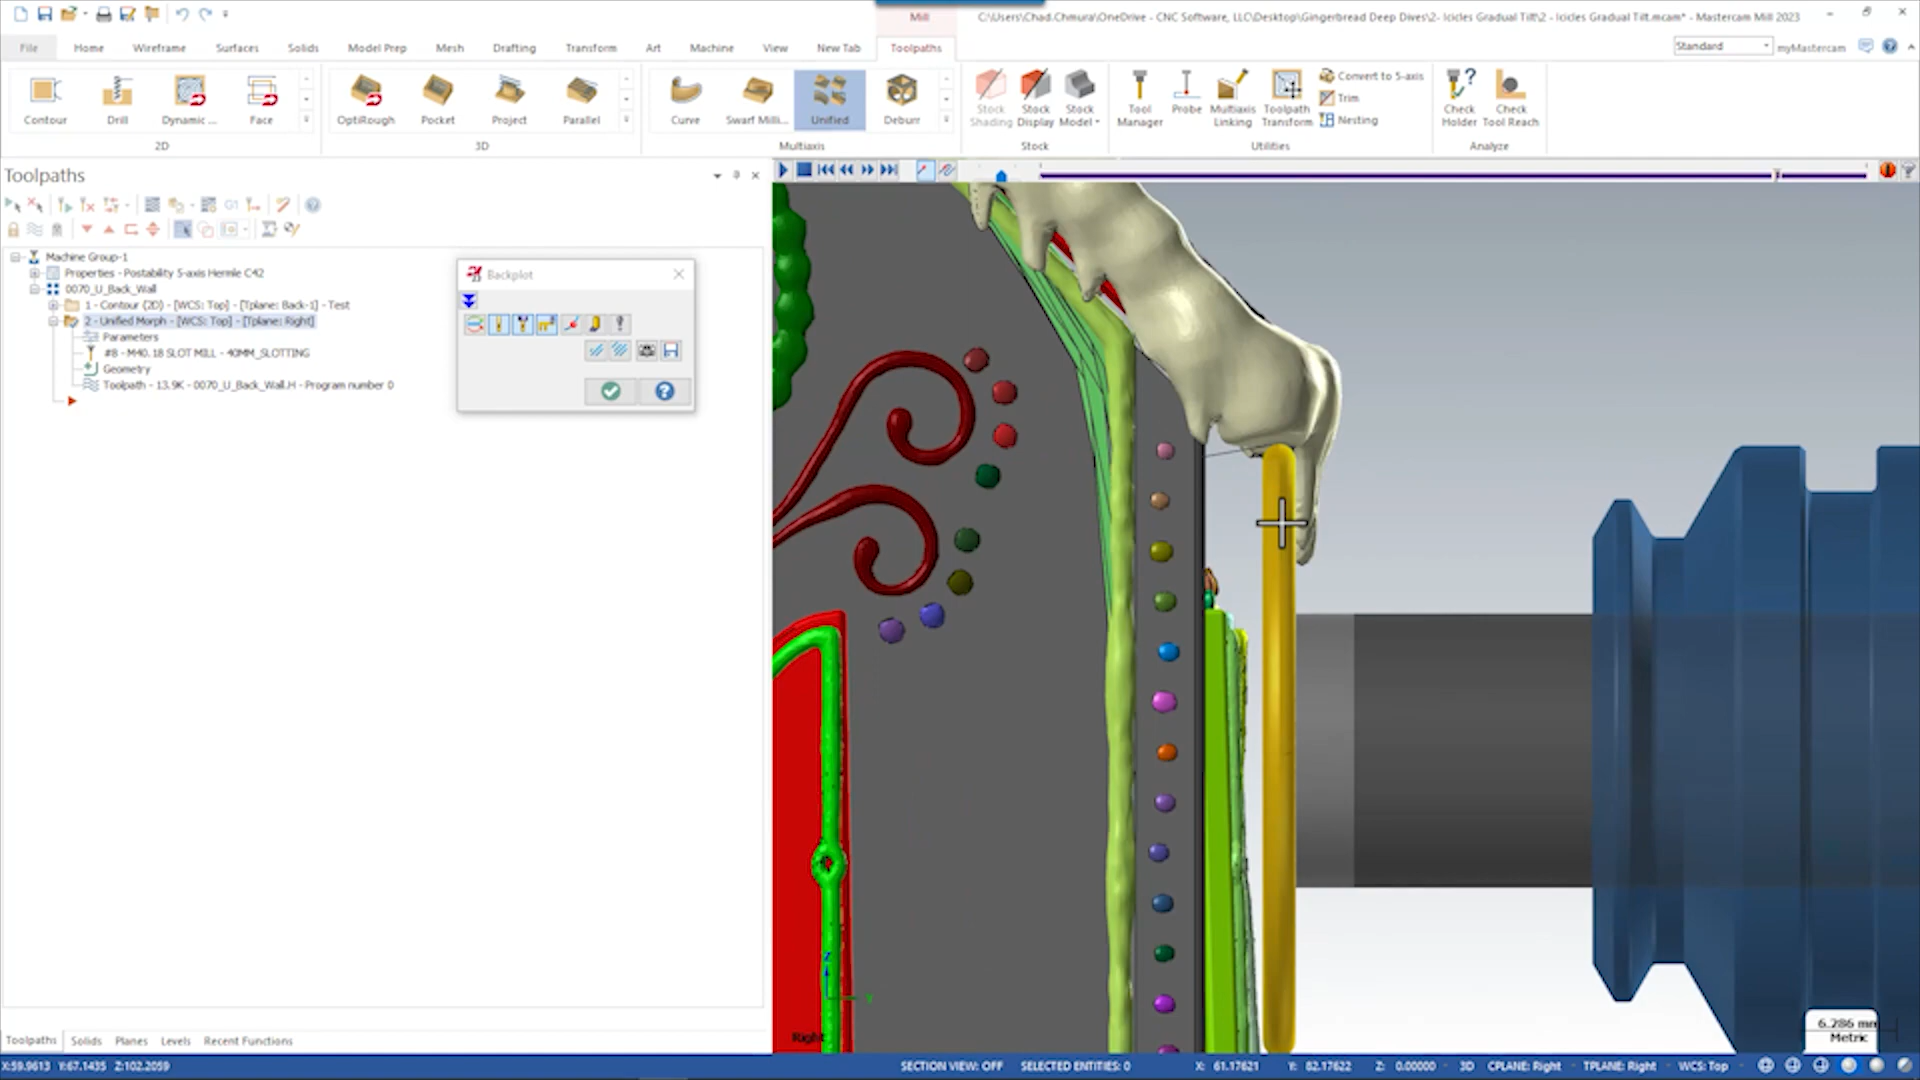 Mill
C:\Users\Chad.Chmura\OneDrive - CNC Software, LLC\Desktop\Gingerbread Deep Dives\2- Icicles Gradual Tilt\2 - Icicles Gradual Tilt.mcam* - Mastercam Mill 2023
File Home Wireframe Surfaces Solids Model Prep Mesh Drafting Transform Art Machine View New Tab Toolpaths
Standard myMastercam
Contour Drill Dynamic ... Face
OptiRough Pocket Project Parallel
Curve Swarf Milli... Unified Deburr
Stock Shading Stock Display Stock Model
Tool Manager Probe Multiaxis Linking Toolpath Transform
Convert to 5-axis
Trim
Nesting
Check Holder Check Tool Reach
2D 3D Multiaxis Stock Utilities Analyze
Toolpaths
G1
Machine Group-1
Properties - Postability 5-axis Hermle C42
0070_U_Back_Wall
1 - Contour (2D) - [WCS: Top] - [Tplane: Back-1] - Test
2 - Unified Morph - [WCS: Top] - [Tplane: Right]
Parameters
#8 - M40.18 SLOT MILL - 40MM_SLOTTING
Geometry
Toolpath - 13.9K - 0070_U_Back_Wall.H - Program number 0
Backplot
Z
Y
Right
6.286 mm
Metric
Toolpaths Solids Planes Levels Recent Functions
X:59.9613 Y:67.1435 Z:102.2059
SECTION VIEW: OFF SELECTED ENTITIES: 0 X: 61.17621 Y: 82.17622 Z: 0.00000 3D CPLANE: Right TPLANE: Right WCS: Top